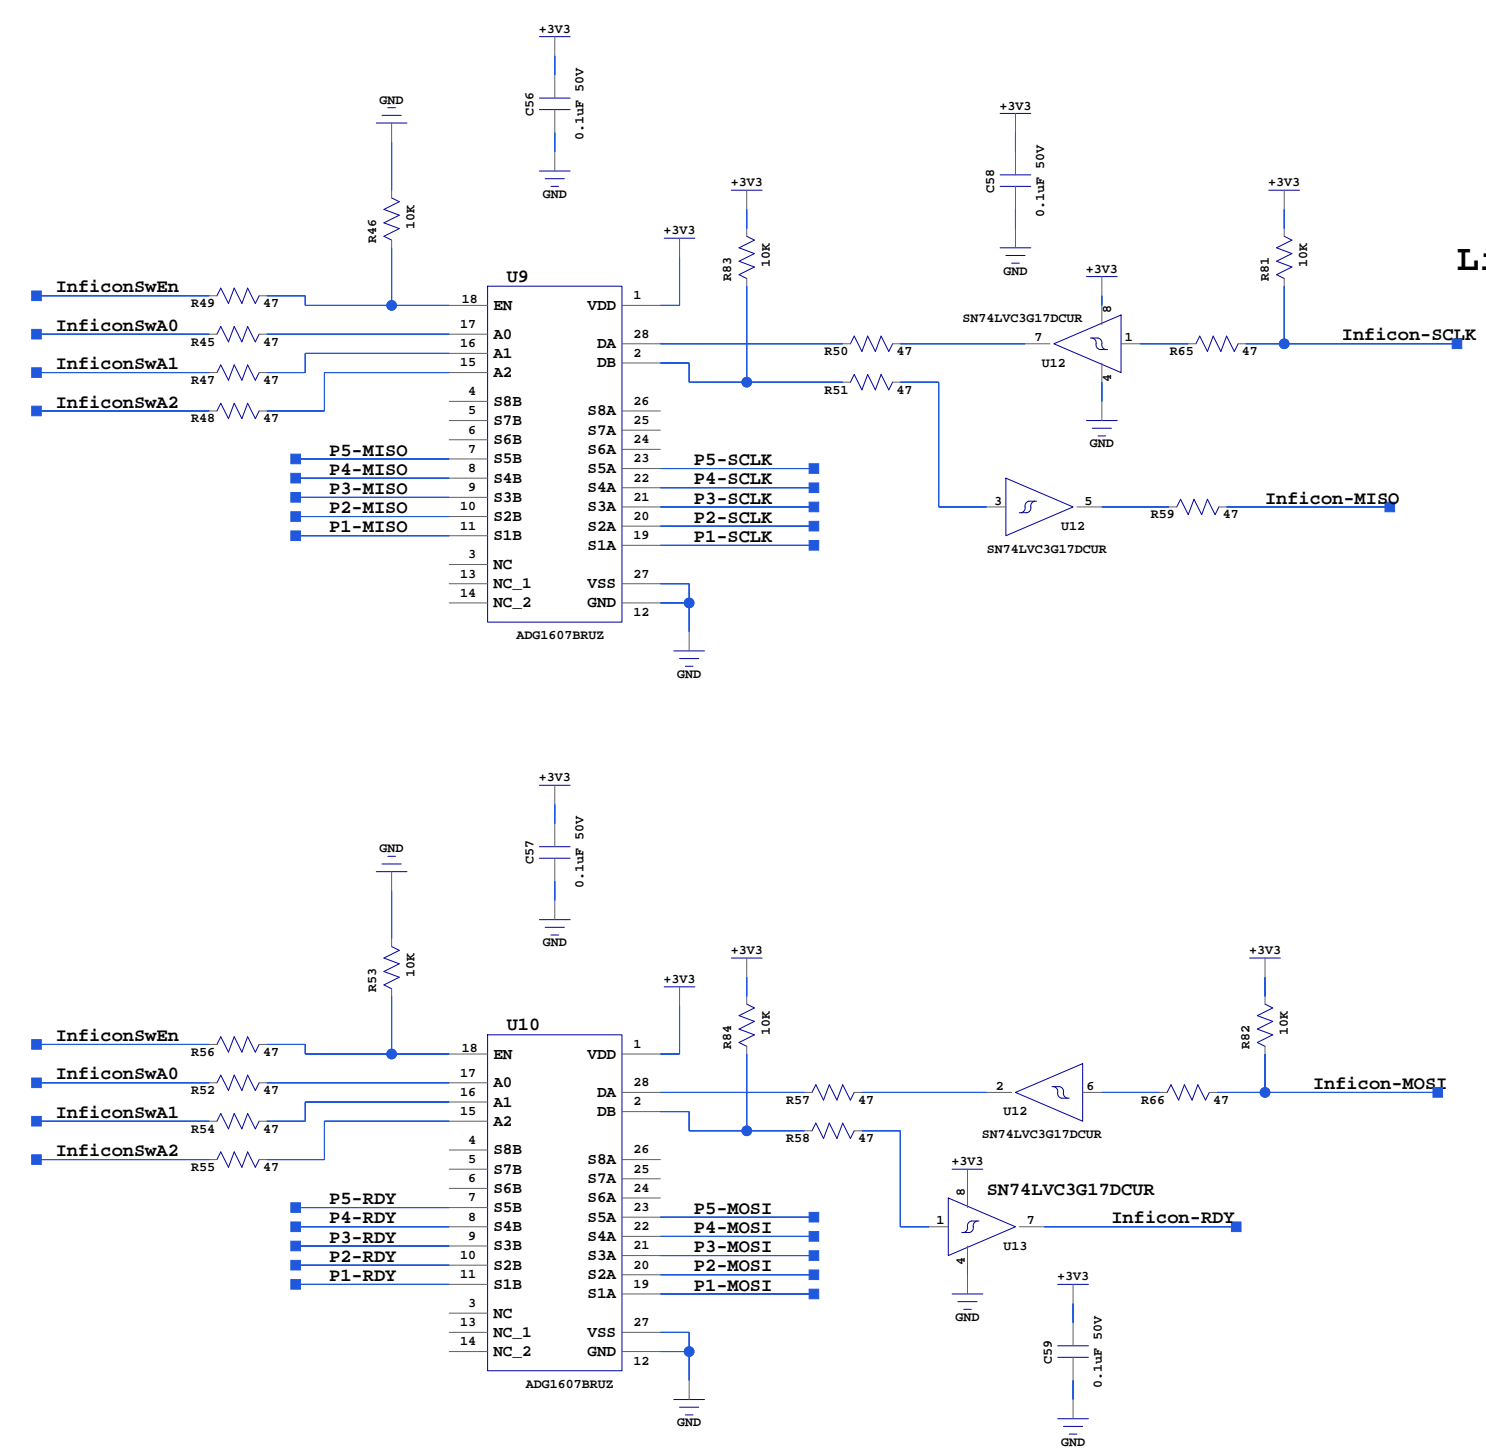 +3V3
C56
0.1uF 50V
GND
GND
R46
10K
+3V3
C58
0.1uF 50V
GND
+3V3
R83
10K
+3V3
+3V3
R81
10K
Li
InficonSwEn
R49 47
InficonSwA0
R45 47
InficonSwA1
R47 47
InficonSwA2
R48 47
U9
18 EN
17 A0
16 A1
15 A2
4 S8B
5 S7B
6 S6B
P5-MISO 7 S5B
P4-MISO 8 S4B
P3-MISO 9 S3B
P2-MISO 10 S2B
P1-MISO 11 S1B
3 NC
13 NC_1
14 NC_2
VDD 1
DA 28
DB 2
S8A 26
S7A 25
S6A 24
S5A 23 P5-SCLK
S4A 22 P4-SCLK
S3A 21 P3-SCLK
S2A 20 P2-SCLK
S1A 19 P1-SCLK
VSS 27
GND 12
ADG1607BRUZ
GND
R50 47
R51 47
+3V3
8
SN74LVC3G17DCUR
7
1
U12
4
GND
R65 47
Inficon-SCLK
3
5
U12
SN74LVC3G17DCUR
R59 47
Inficon-MISO
+3V3
C57
0.1uF 50V
GND
GND
R53
10K
+3V3
R84
10K
+3V3
+3V3
R82
10K
InficonSwEn
R56 47
InficonSwA0
R52 47
InficonSwA1
R54 47
InficonSwA2
R55 47
U10
18 EN
17 A0
16 A1
15 A2
4 S8B
5 S7B
6 S6B
P5-RDY 7 S5B
P4-RDY 8 S4B
P3-RDY 9 S3B
P2-RDY 10 S2B
P1-RDY 11 S1B
3 NC
13 NC_1
14 NC_2
VDD 1
DA 28
DB 2
S8A 26
S7A 25
S6A 24
S5A 23 P5-MOSI
S4A 22 P4-MOSI
S3A 21 P3-MOSI
S2A 20 P2-MOSI
S1A 19 P1-MOSI
VSS 27
GND 12
ADG1607BRUZ
GND
R57 47
R58 47
2
6
U12
SN74LVC3G17DCUR
R66 47
Inficon-MOSI
+3V3
8
SN74LVC3G17DCUR
1
7
U13
4
GND
Inficon-RDY
+3V3
C59
0.1uF 50V
GND